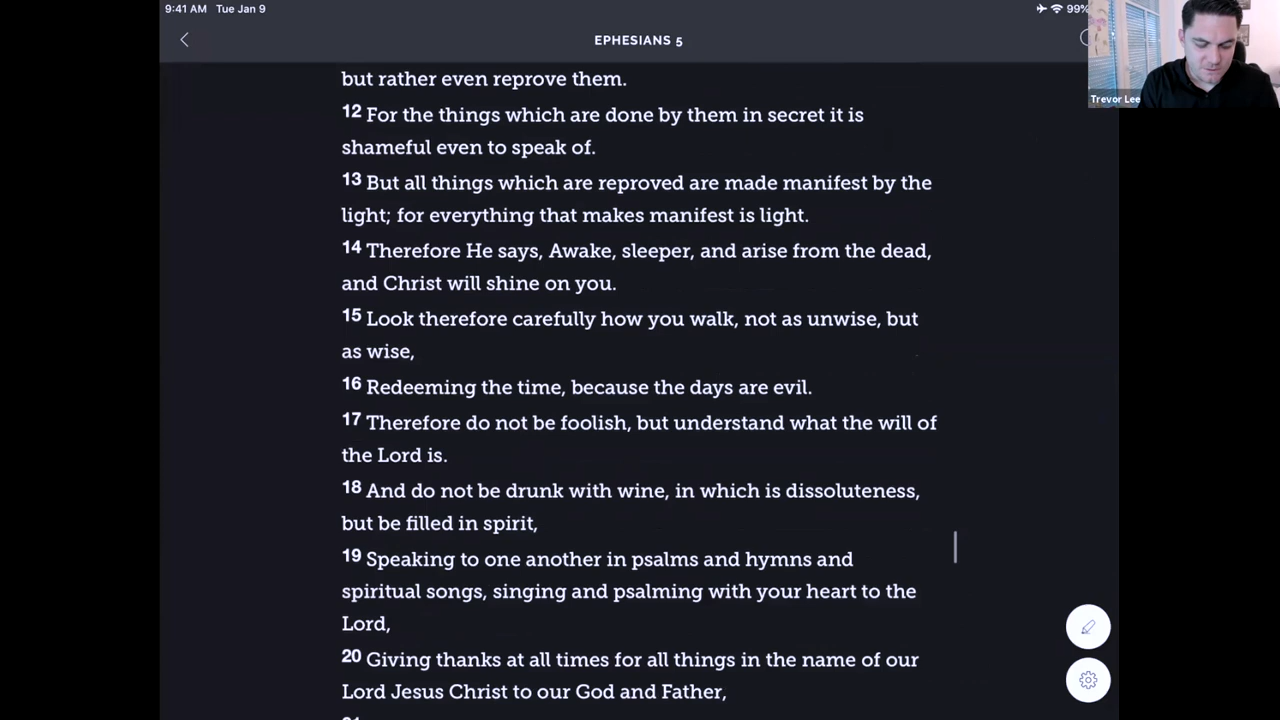 9:41 AM Tue Jan 9
99%
EPHESIANS 5
Trevor Lee
but rather even reprove them.
12 For the things which are done by them in secret it is
shameful even to speak of.
13 But all things which are reproved are made manifest by the
light; for everything that makes manifest is light.
14 Therefore He says, Awake, sleeper, and arise from the dead,
and Christ will shine on you.
15 Look therefore carefully how you walk, not as unwise, but
as wise,
16 Redeeming the time, because the days are evil.
17 Therefore do not be foolish, but understand what the will of
the Lord is.
18 And do not be drunk with wine, in which is dissoluteness,
but be filled in spirit,
19 Speaking to one another in psalms and hymns and
spiritual songs, singing and psalming with your heart to the
Lord,
20 Giving thanks at all times for all things in the name of our
Lord Jesus Christ to our God and Father,